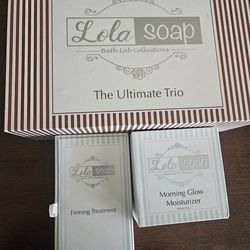 Lola soap
Bath Lab Collections
The Ultimate Trio
Lola soap
Firming Treatment
Lola soap
Morning Glow
Moisturizer